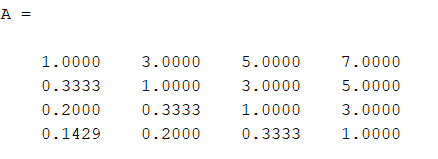 A =
1.0000 3.0000 5.0000 7.0000
0.3333 1.0000 3.0000 5.0000
0.2000 0.3333 1.0000 3.0000
0.1429 0.2000 0.3333 1.0000